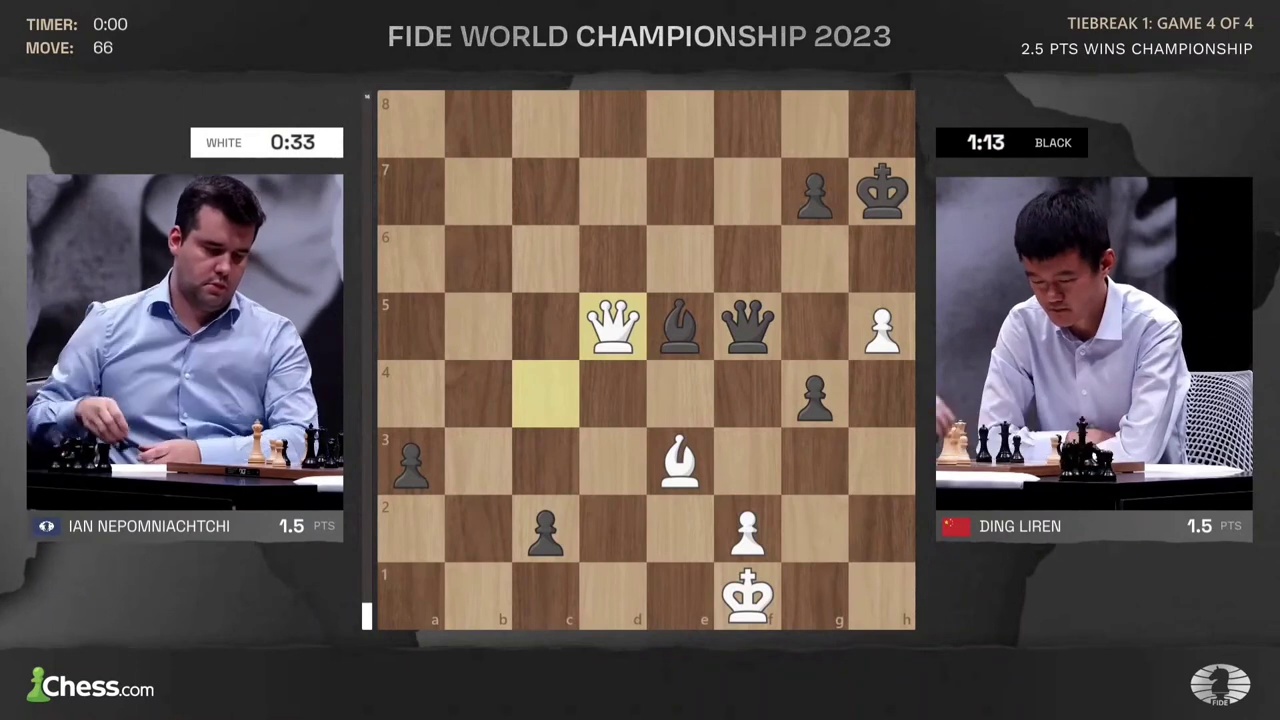 TIMER: 0:00
MOVE: 66
FIDE WORLD CHAMPIONSHIP 2023
TIEBREAK 1: GAME 4 OF 4
2.5 PTS WINS CHAMPIONSHIP
WHITE 0:33
1:13 BLACK
8
7
6
5
4
3
2
1
a b c d e f g h
IAN NEPOMNIACHTCHI 1.5 PTS
DING LIREN 1.5 PTS
Chess.com
FIDE